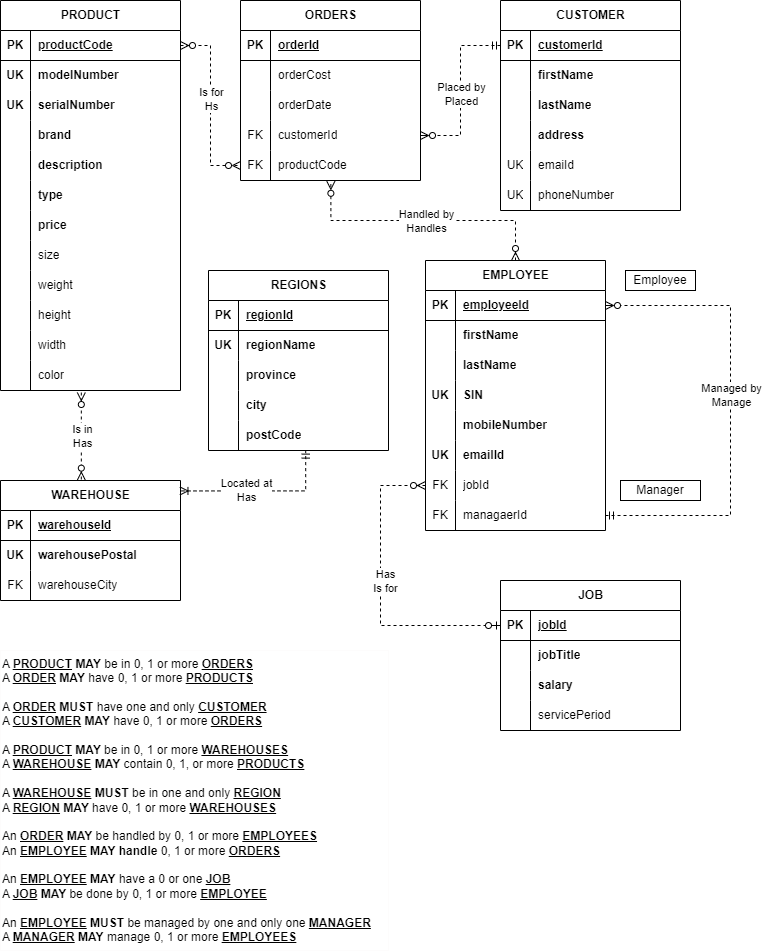 PRODUCT
PK productCode
UK modelNumber
UK serialNumber
brand
description
type
price
size
weight
height
width
color
ORDERS
PK orderId
orderCost
orderDate
FK customerId
FK productCode
CUSTOMER
PK customerId
firstName
lastName
address
UK emaId
UK phoneNumber
Is for
Hs
Placed by
Placed
Handled by
Handles
REGIONS
PK regionId
UK regionName
province
city
postCode
EMPLOYEE
PK employeeId
firstName
lastName
UK SIN
mobileNumber
UK emailId
FK jobId
FK managaerId
Employee
Managed by
Manage
Manager
Is in
Has
Located at
Has
WAREHOUSE
PK warehouseId
UK warehousePostal
FK warehouseCity
Has
Is for
JOB
PK jobId
jobTitle
salary
servicePeriod
A PRODUCT MAY be in 0, 1 or more ORDERS
A ORDER MAY have 0, 1 or more PRODUCTS
A ORDER MUST have one and only CUSTOMER
A CUSTOMER MAY have 0, 1 or more ORDERS
A PRODUCT MAY be in 0, 1 or more WAREHOUSES
A WAREHOUSE MAY contain 0, 1, or more PRODUCTS
A WAREHOUSE MUST be in one and only REGION
A REGION MAY have 0, 1 or more WAREHOUSES
An ORDER MAY be handled by 0, 1 or more EMPLOYEES
An EMPLOYEE MAY handle 0, 1 or more ORDERS
An EMPLOYEE MAY have a 0 or one JOB
A JOB MAY be done by 0, 1 or more EMPLOYEE
An EMPLOYEE MUST be managed by one and only one MANAGER
A MANAGER MAY manage 0, 1 or more EMPLOYEES